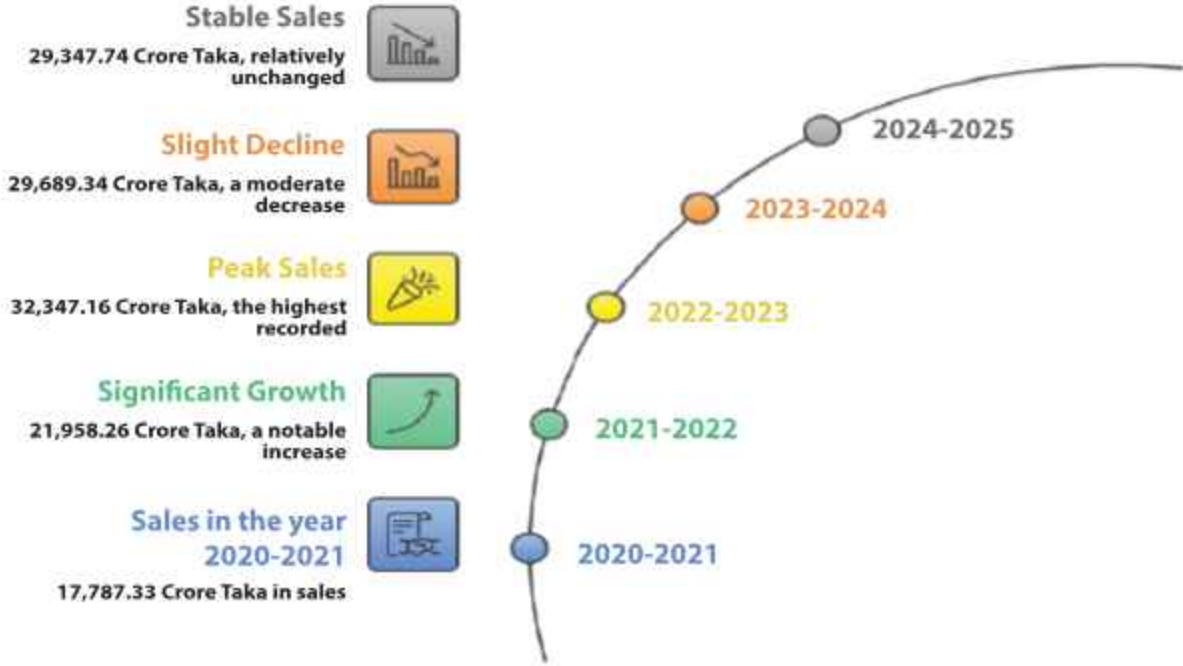 Stable Sales
29,347.74 Crore Taka, relatively
unchanged
2024-2025
Slight Decline
29,689.34 Crore Taka, a moderate
decrease
2023-2024
Peak Sales
32,347.16 Crore Taka, the highest
recorded
2022-2023
Significant Growth
21,958.26 Crore Taka, a notable
increase
2021-2022
Sales in the year
2020-2021
17,787.33 Crore Taka in sales
2020-2021